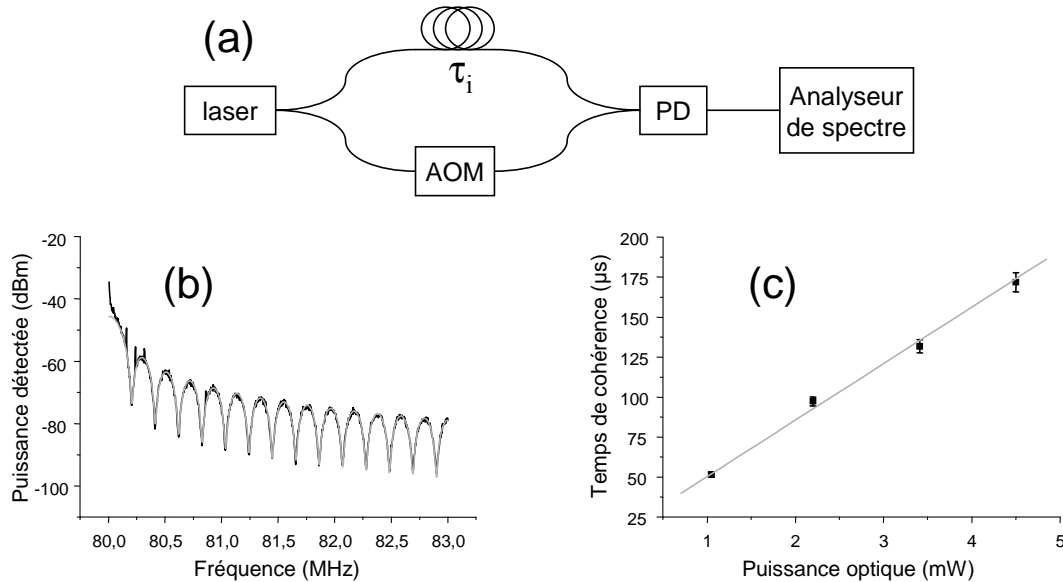 (a)
τi
laser
AOM
PD
Analyseur
de spectre
(b)
Puissance détectée (dBm)
-20
-40
-60
-80
-100
80,0 80,5 81,0 81,5 82,0 82,5 83,0
Fréquence (MHz)
(c)
Temps de cohérence (µs)
200
175
150
125
100
75
50
25
1 2 3 4 5
Puissance optique (mW)